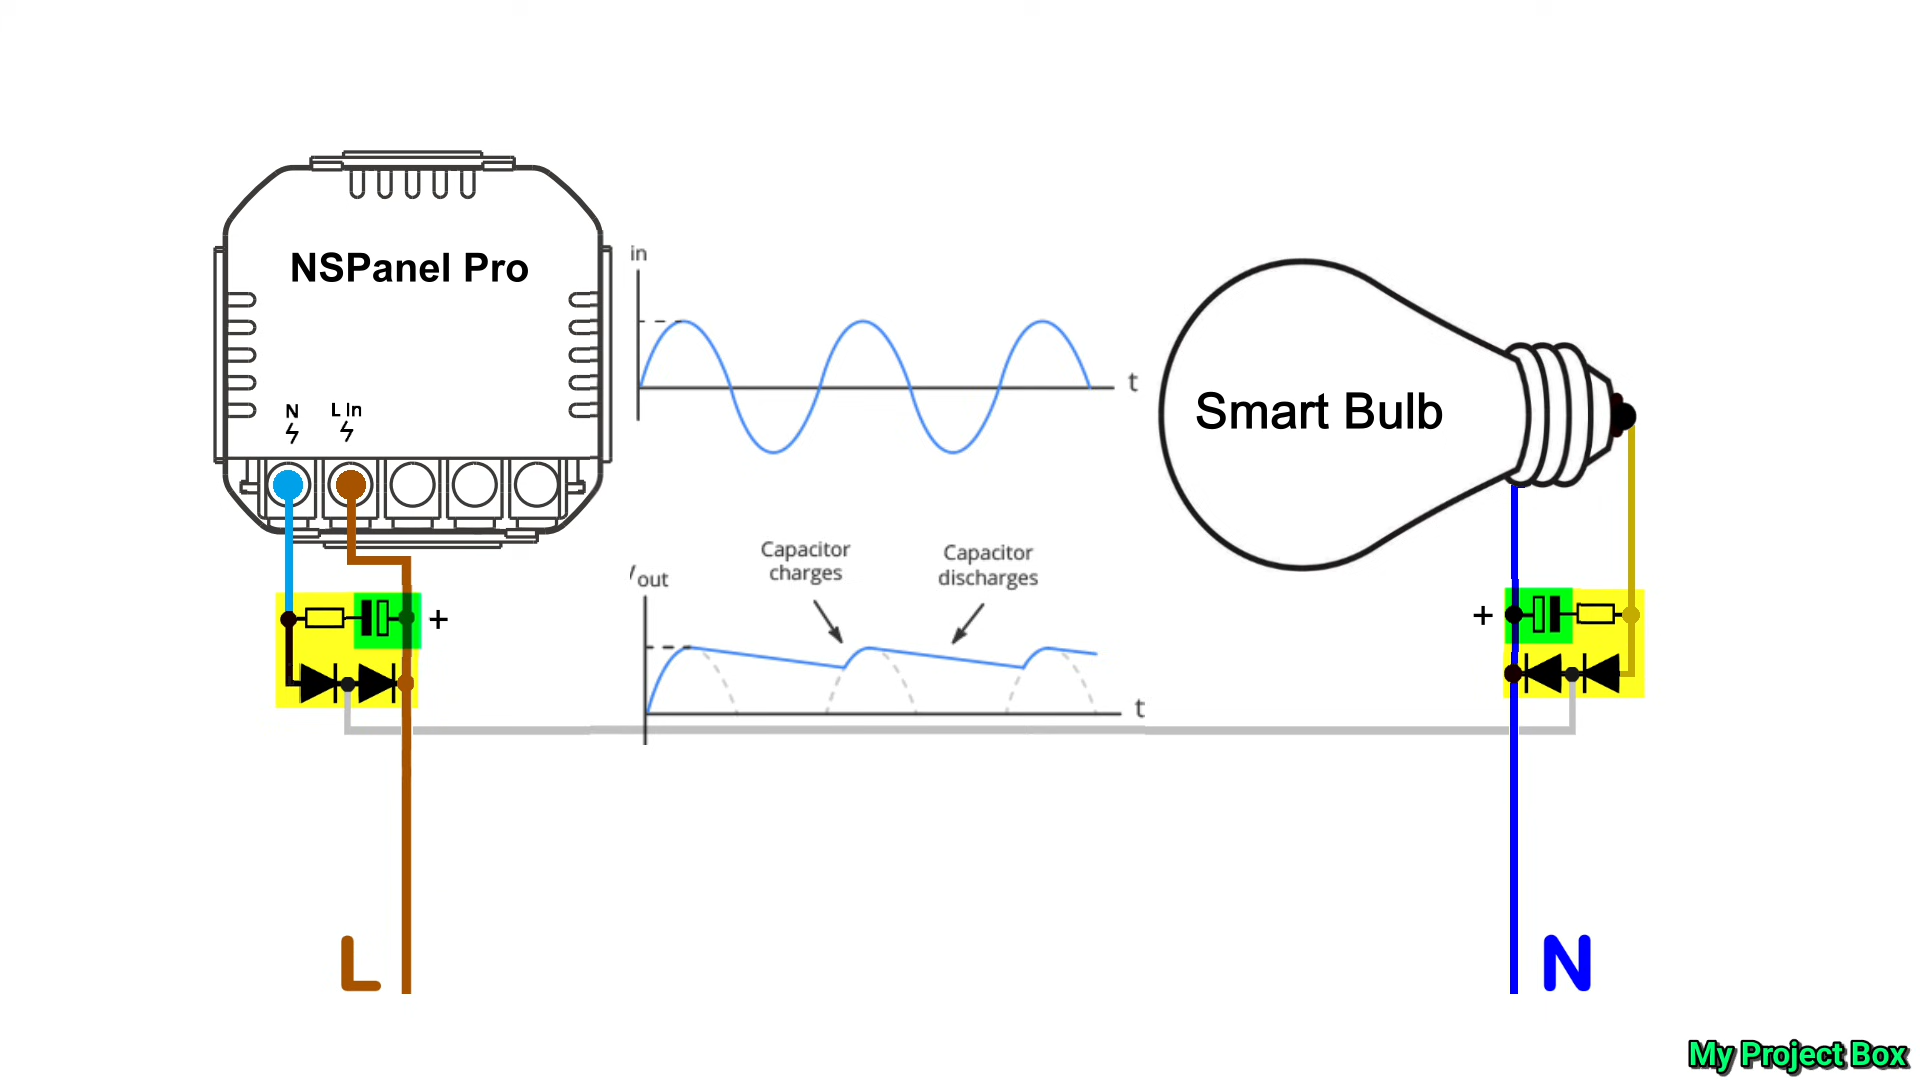 NSPanel Pro
N
L In
in
t
Smart Bulb
Capacitor
charges
Capacitor
discharges
out
t
+
+
L
N
My Project Box